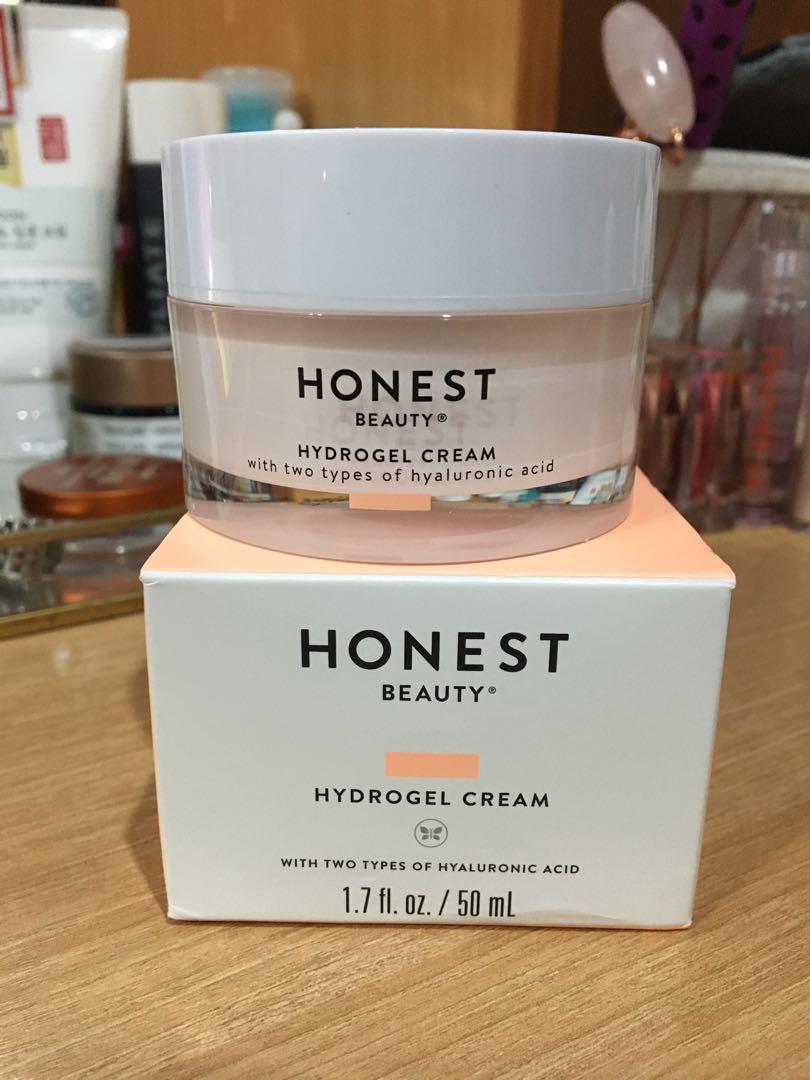 HONEST
BEAUTY®
HYDROGEL CREAM
with two types of hyaluronic acid
HONEST
BEAUTY®
HYDROGEL CREAM
WITH TWO TYPES OF HYALURONIC ACID
1.7 fl. oz. / 50 mL